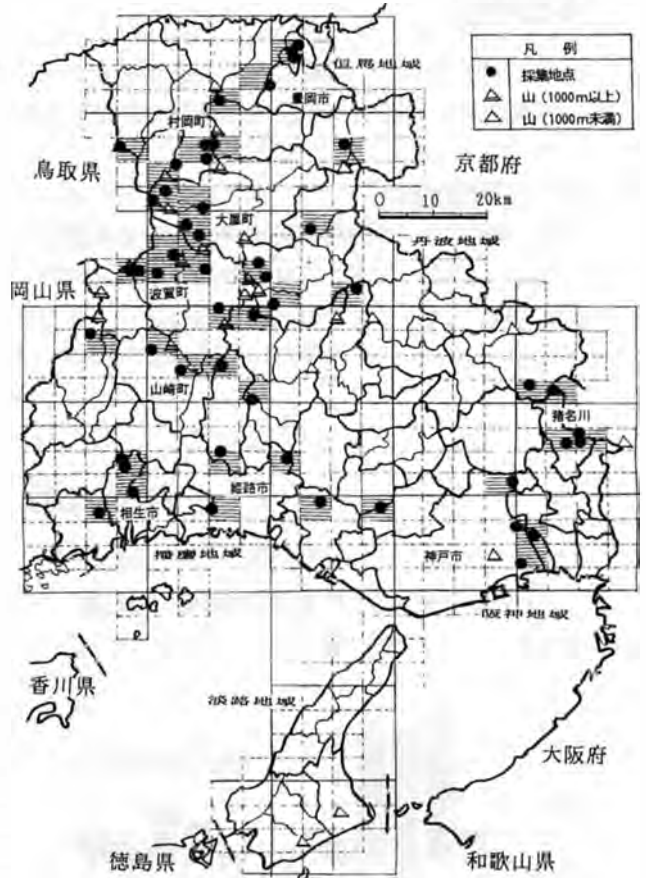 凡 例
採集地点
山（1000m以上）
山（1000m未満）
但馬地域
豊岡市
村岡町
鳥取県
京都府
大屋町
0 10 20km
丹波地域
岡山県
波賀町
山崎町
猪名川
姫路市
相生市
神戸市
播磨地域
阪神地域
香川県
淡路地域
大阪府
徳島県
和歌山県